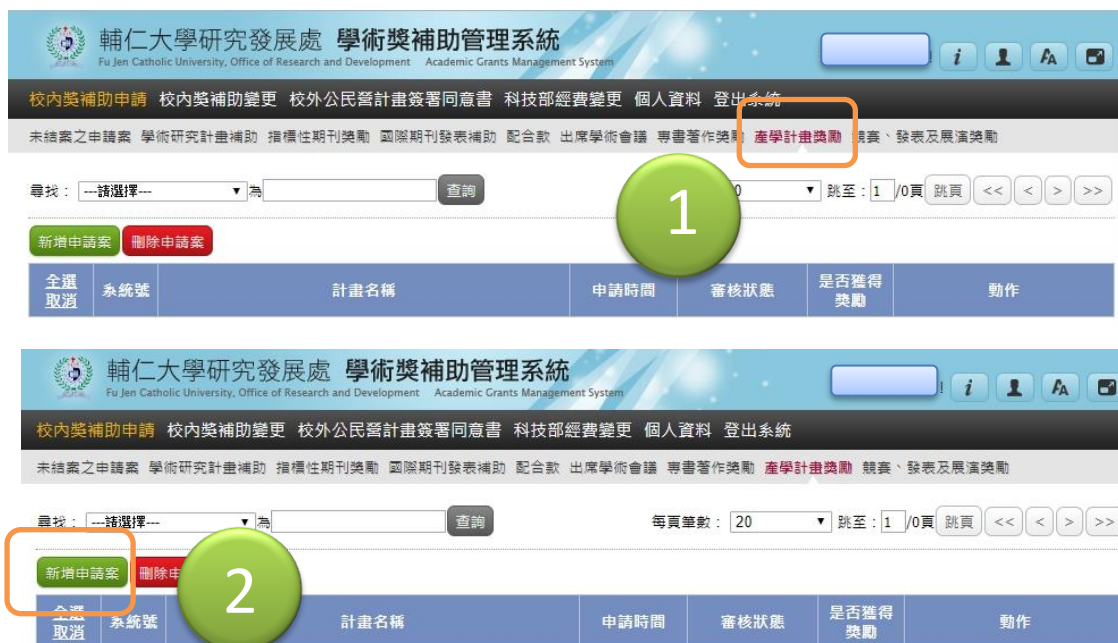 輔仁大學研究發展處 學術獎補助管理系統
Fu Jen Catholic University, Office of Research and Development Academic Grants Management System
校內獎補助申請 校內獎補助變更 校外公民營計畫簽署同意書 科技部經費變更 個人資料 登出系統
未結案之申請案 學術研究計畫補助 指標性期刊獎勵 國際期刊發表補助 配合款 出席學術會議 專書著作獎勵 產學計畫獎勵 競賽、發表及展演獎勵
尋找： ---請選擇--- 為 查詢 0 跳至：1 /0頁 跳頁 << < > >>
1
新增申請案 刪除申請案
全選 取消 系統號 計畫名稱 申請時間 審核狀態 是否獲得獎勵 動作
輔仁大學研究發展處 學術獎補助管理系統
Fu Jen Catholic University, Office of Research and Development Academic Grants Management System
校內獎補助申請 校內獎補助變更 校外公民營計畫簽署同意書 科技部經費變更 個人資料 登出系統
未結案之申請案 學術研究計畫補助 指標性期刊獎勵 國際期刊發表補助 配合款 出席學術會議 專書著作獎勵 產學計畫獎勵 競賽、發表及展演獎勵
尋找： ---請選擇--- 為 查詢 每頁筆數： 20 跳至：1 /0頁 跳頁 << < > >>
新增申請案 刪除申
2
全選 取消 系統號 計畫名稱 申請時間 審核狀態 是否獲得獎勵 動作